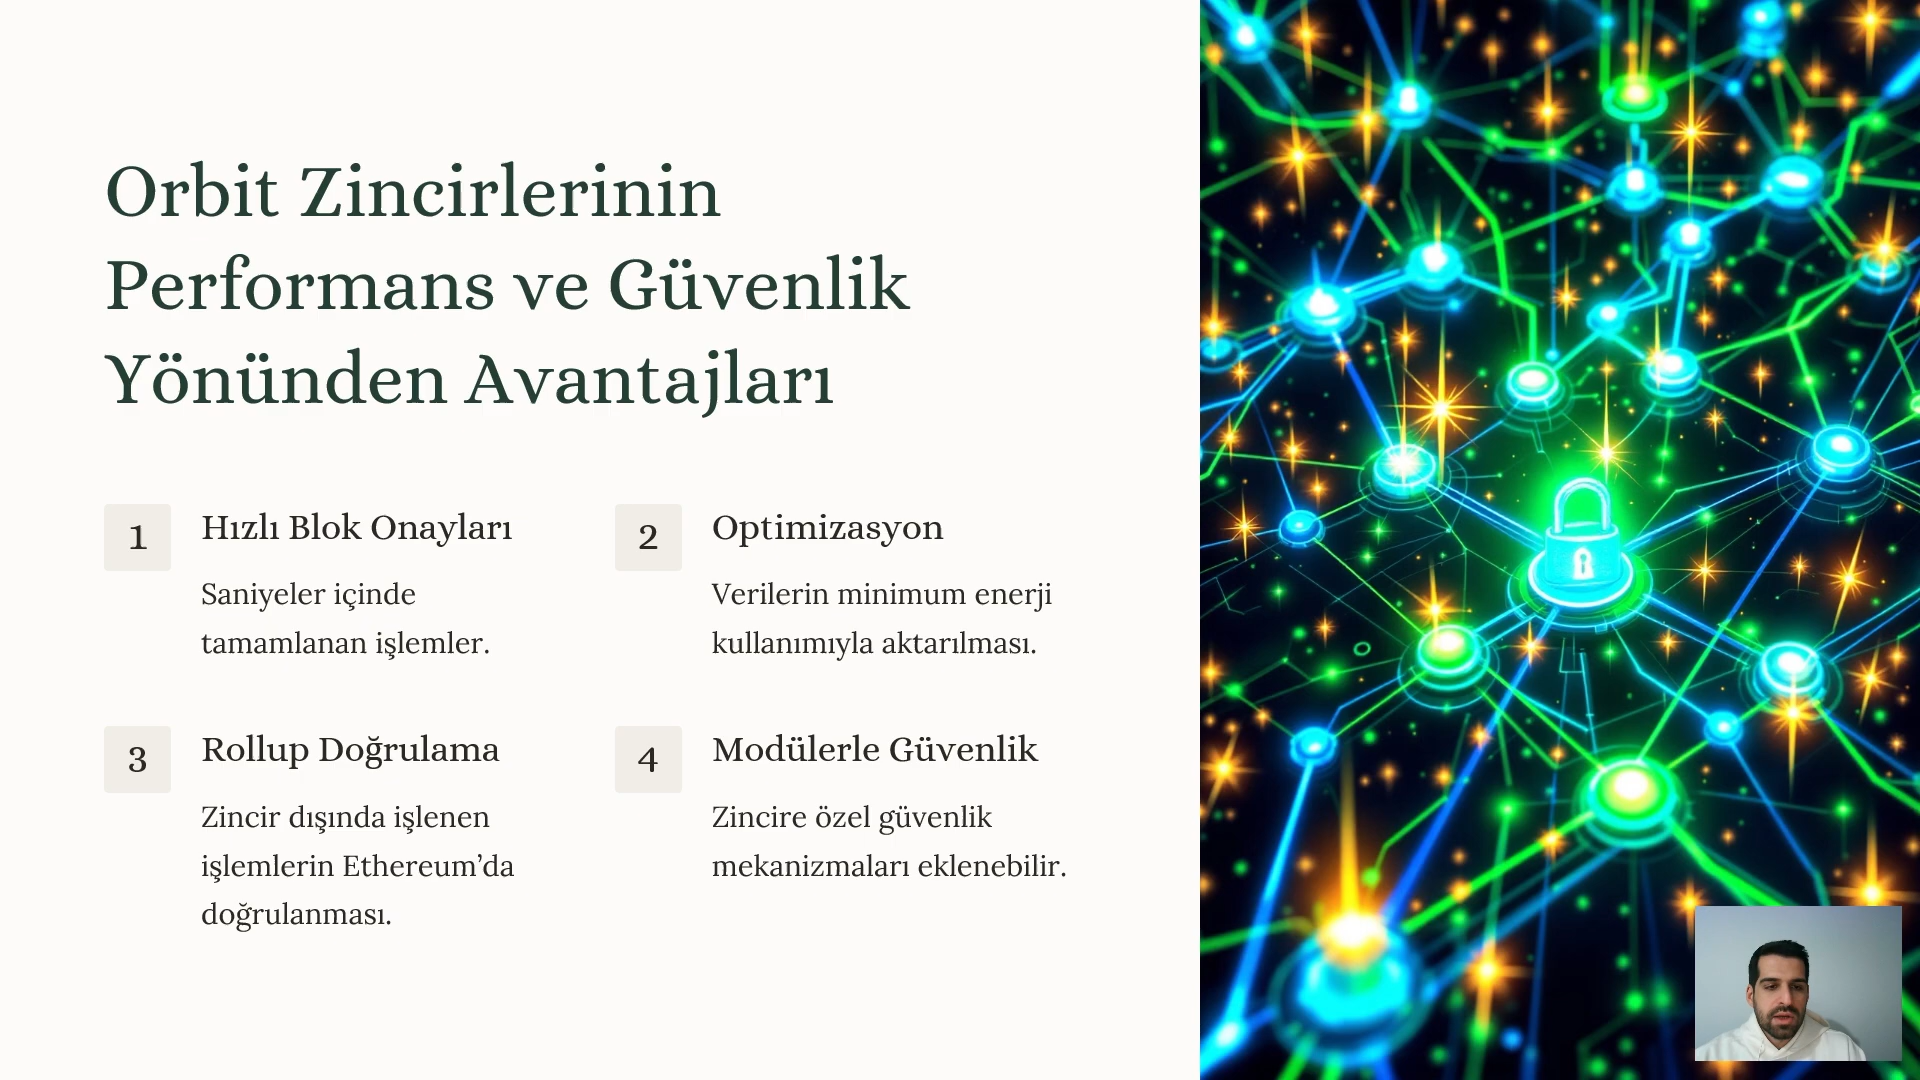 Orbit Zincirlerinin
Performans ve Güvenlik
Yönünden Avantajları
1
Hızlı Blok Onayları
Saniyeler içinde
tamamlanan işlemler.
2
Optimizasyon
Verilerin minimum enerji
kullanımıyla aktarılması.
3
Rollup Doğrulama
Zincir dışında işlenen
işlemlerin Ethereum’da
doğrulanması.
4
Modülerle Güvenlik
Zincire özel güvenlik
mekanizmaları eklenebilir.